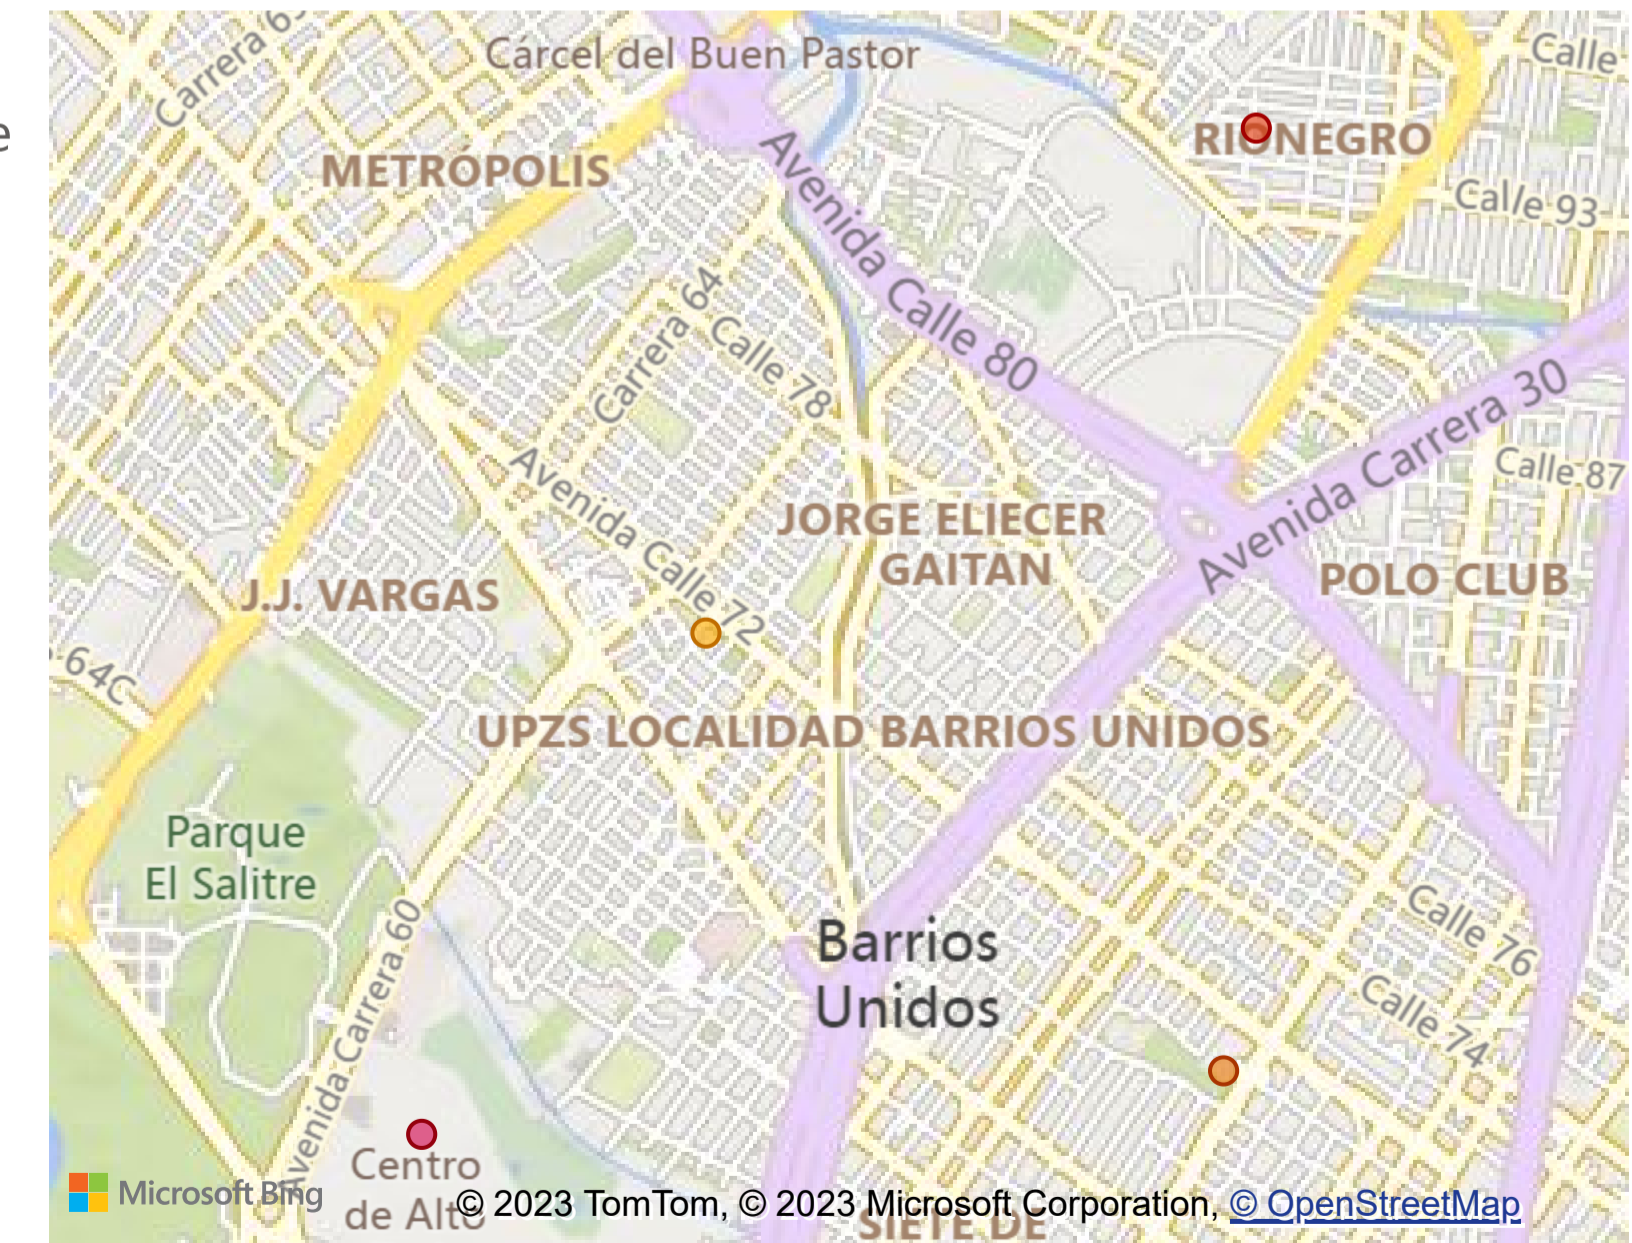 Carrera 6
Cárcel del Buen Pastor
Calle
e
RIONEGRO
METRÓPOLIS
Calle 93
Avenida Calle 80
Carrera 64
Calle 78
Avenida Carrera 30
Avenida Calle 72
Calle 87
JORGE ELIECER
GAITAN
J.J. VARGAS
POLO CLUB
64C
UPZS LOCALIDAD BARRIOS UNIDOS
Parque
El Salitre
Avenida Carrera 60
Barrios
Unidos
Calle 76
Calle 74
Centro
de Alto
Microsoft Bing
© 2023 TomTom, © 2023 Microsoft Corporation, © OpenStreetMap
SIETE DE